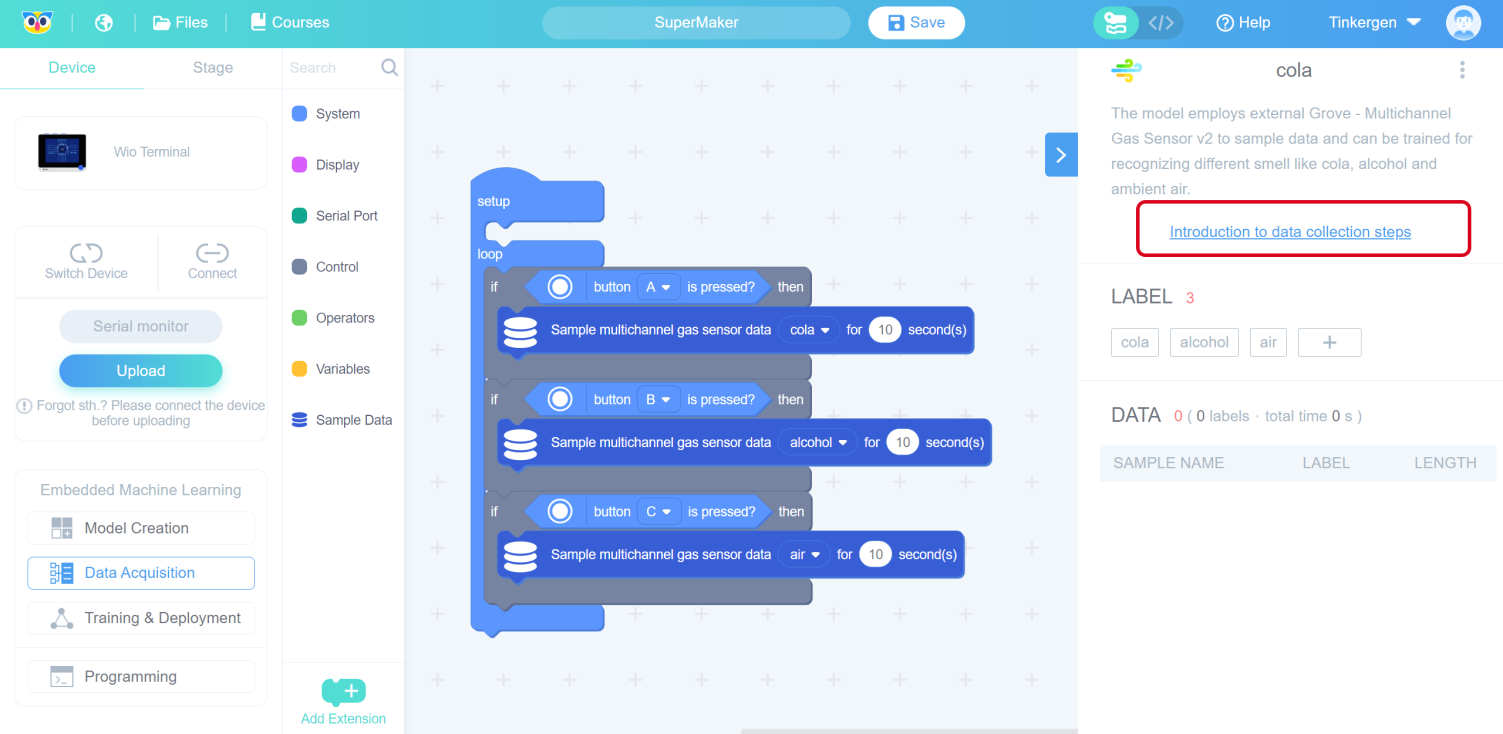 Files
Courses
SuperMaker
Save
</>
Help
Tinkergen
Device
Stage
Wio Terminal
Switch Device
Connect
Serial monitor
Upload
Forgot sth.? Please connect the device
before uploading
Embedded Machine Learning
Model Creation
Data Acquisition
Training & Deployment
Programming
Search
System
Display
Serial Port
Control
Operators
Variables
Sample Data
Add Extension
setup
loop
if button A is pressed? then
Sample multichannel gas sensor data cola for 10 second(s)
if button B is pressed? then
Sample multichannel gas sensor data alcohol for 10 second(s)
if button C is pressed? then
Sample multichannel gas sensor data air for 10 second(s)
cola
The model employs external Grove - Multichannel
Gas Sensor v2 to sample data and can be trained for
recognizing different smell like cola, alcohol and
ambient air.
Introduction to data collection steps
LABEL 3
cola alcohol air +
DATA 0 ( 0 labels · total time 0 s )
SAMPLE NAME LABEL LENGTH